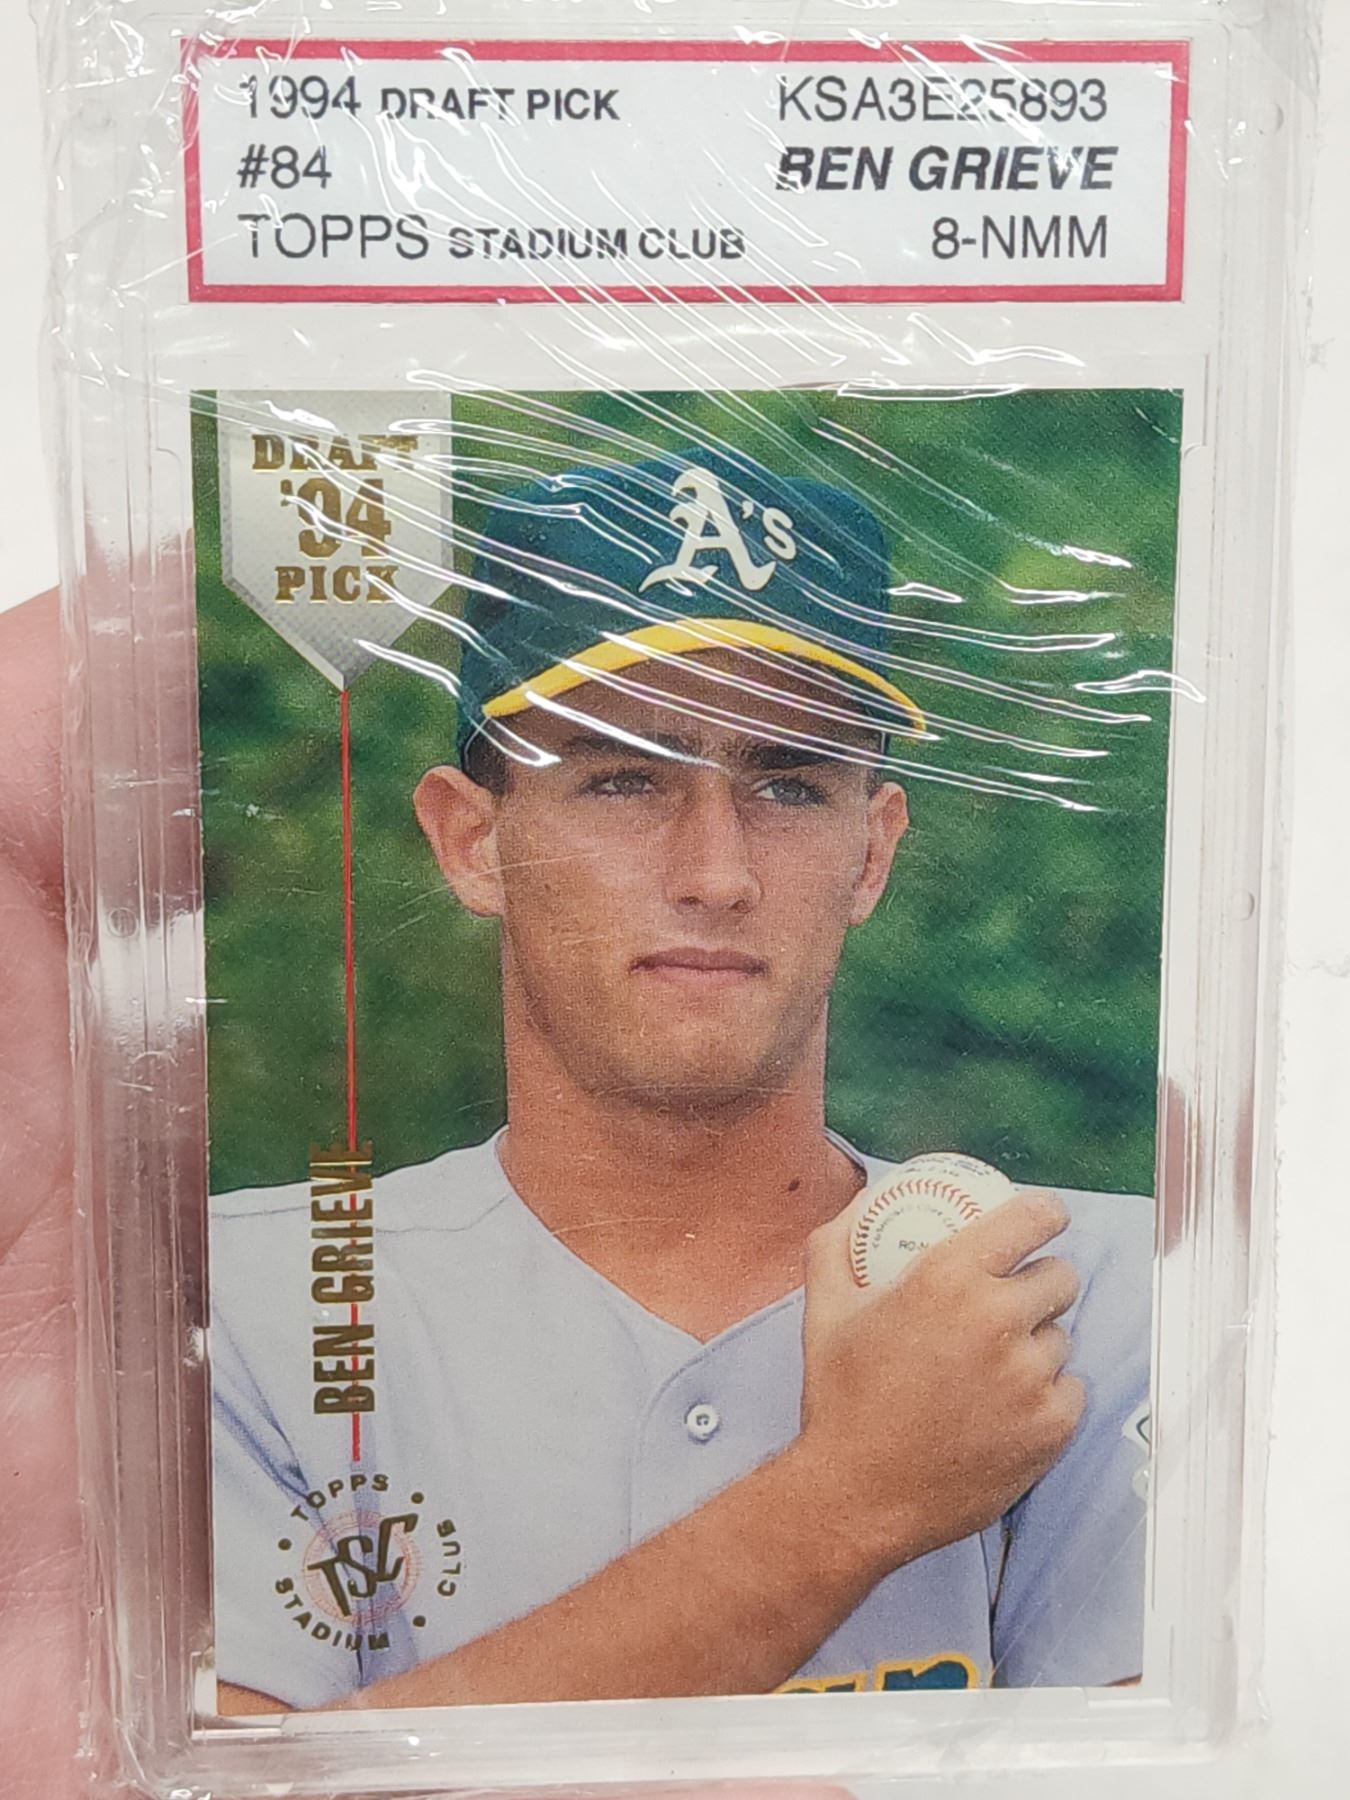 1994 DRAFT PICK
KSA3E25893
#84
BEN GRIEVE
TOPPS STADIUM CLUB
8-NMM
DRAFT
'94
PICK
A's
BEN GRIEVE
TOPPS
STADIUM
CLUB
TSC